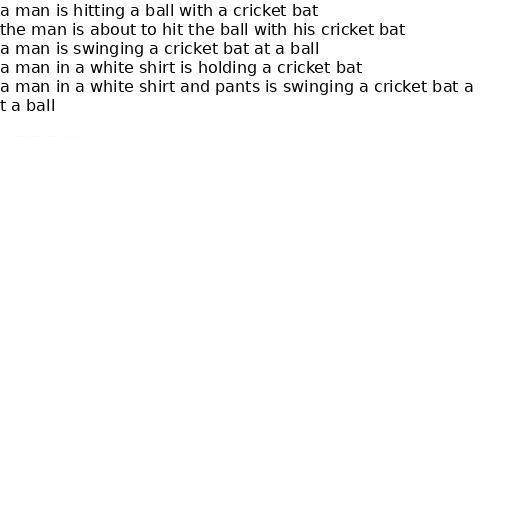 a man is hitting a ball with a cricket bat
the man is about to hit the ball with his cricket bat
a man is swinging a cricket bat at a ball
a man in a white shirt is holding a cricket bat
a man in a white shirt and pants is swinging a cricket bat a
t a ball